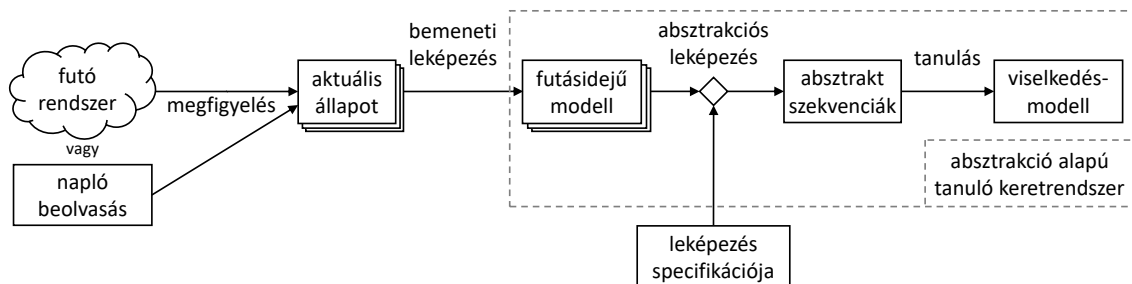 futó
rendszer
vagy
napló
beolvasás
megfigyelés
aktuális
állapot
bemeneti
leképezés
futásidejű
modell
absztrakciós
leképezés
leképezés
specifikációja
absztrakt
szekvenciák
tanulás
viselkedés-
modell
absztrakció alapú
tanuló keretrendszer